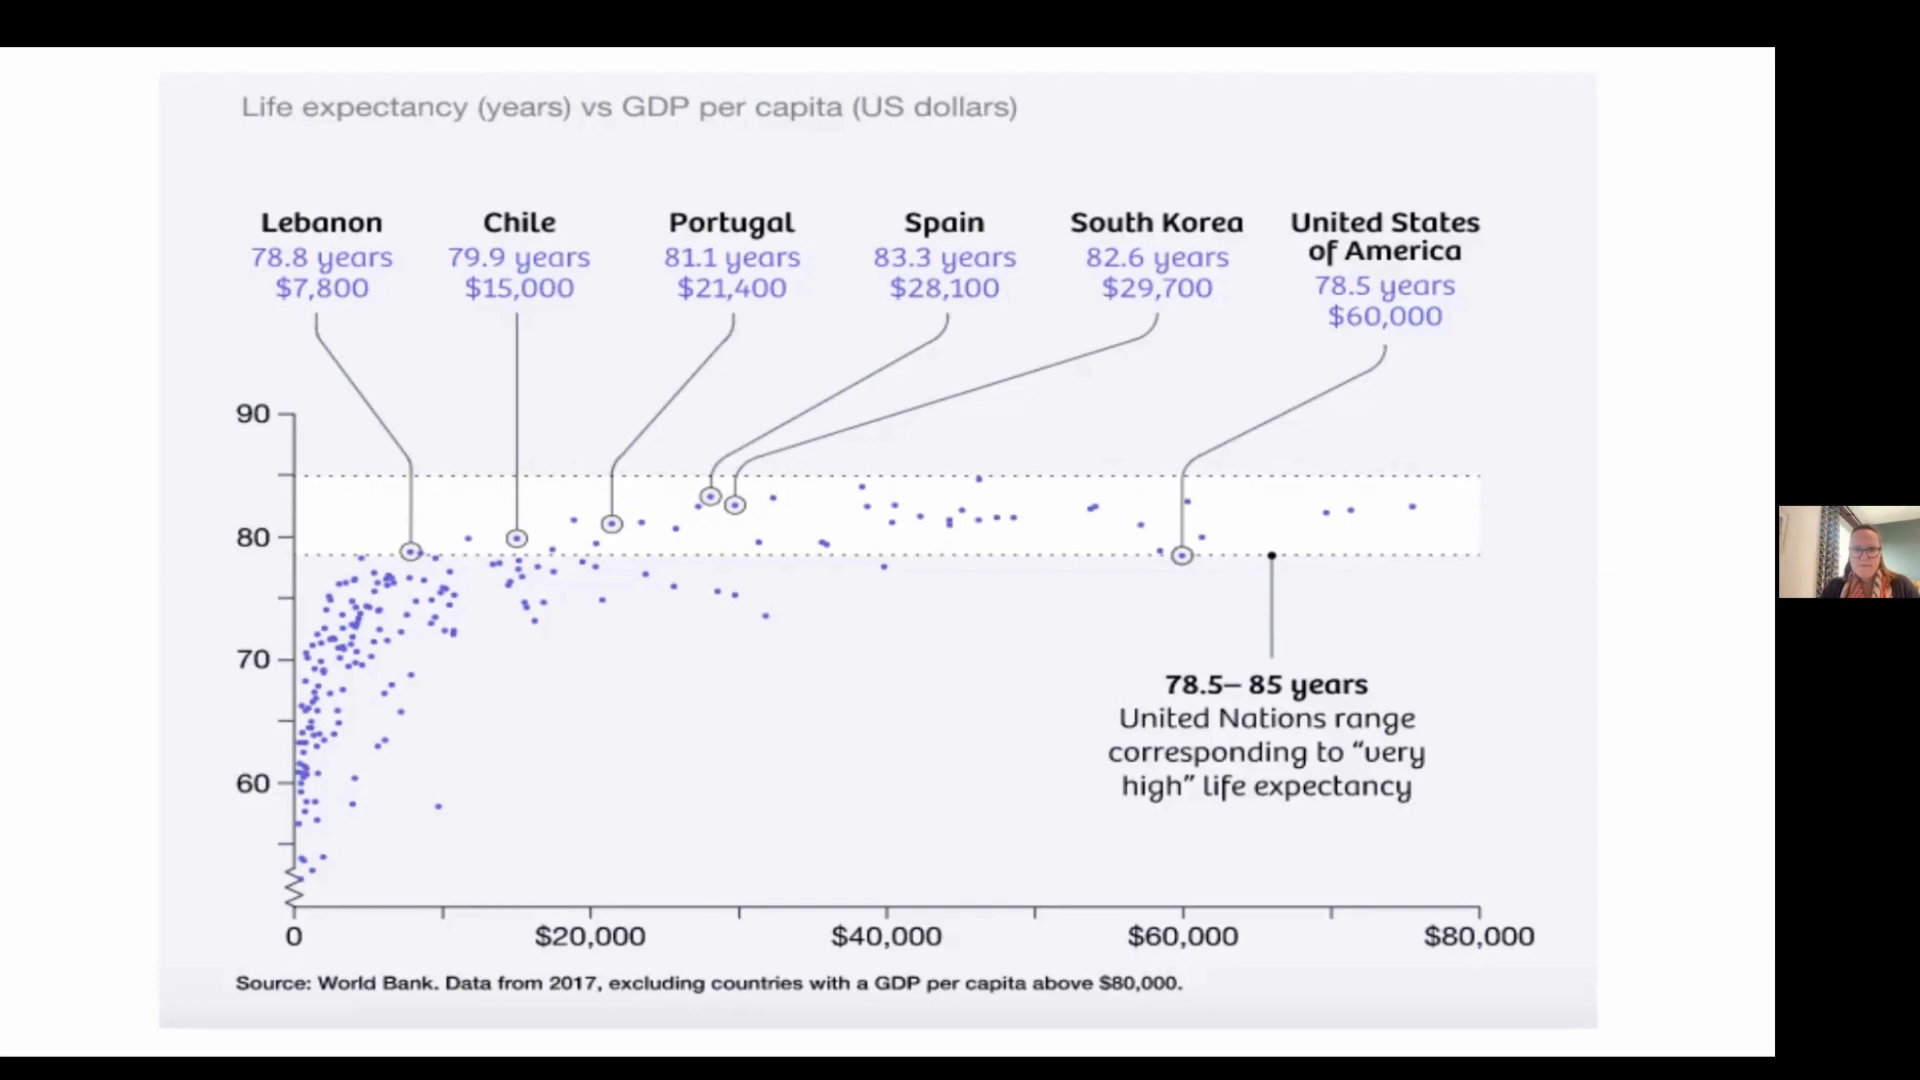 Life expectancy (years) vs GDP per capita (US dollars)
Lebanon
78.8 years
$7,800
Chile
79.9 years
$15,000
Portugal
81.1 years
$21,400
Spain
83.3 years
$28,100
South Korea
82.6 years
$29,700
United States
of America
78.5 years
$60,000
90
80
70
60
78.5– 85 years
United Nations range
corresponding to “very
high” life expectancy
0
$20,000
$40,000
$60,000
$80,000
Source: World Bank. Data from 2017, excluding countries with a GDP per capita above $80,000.